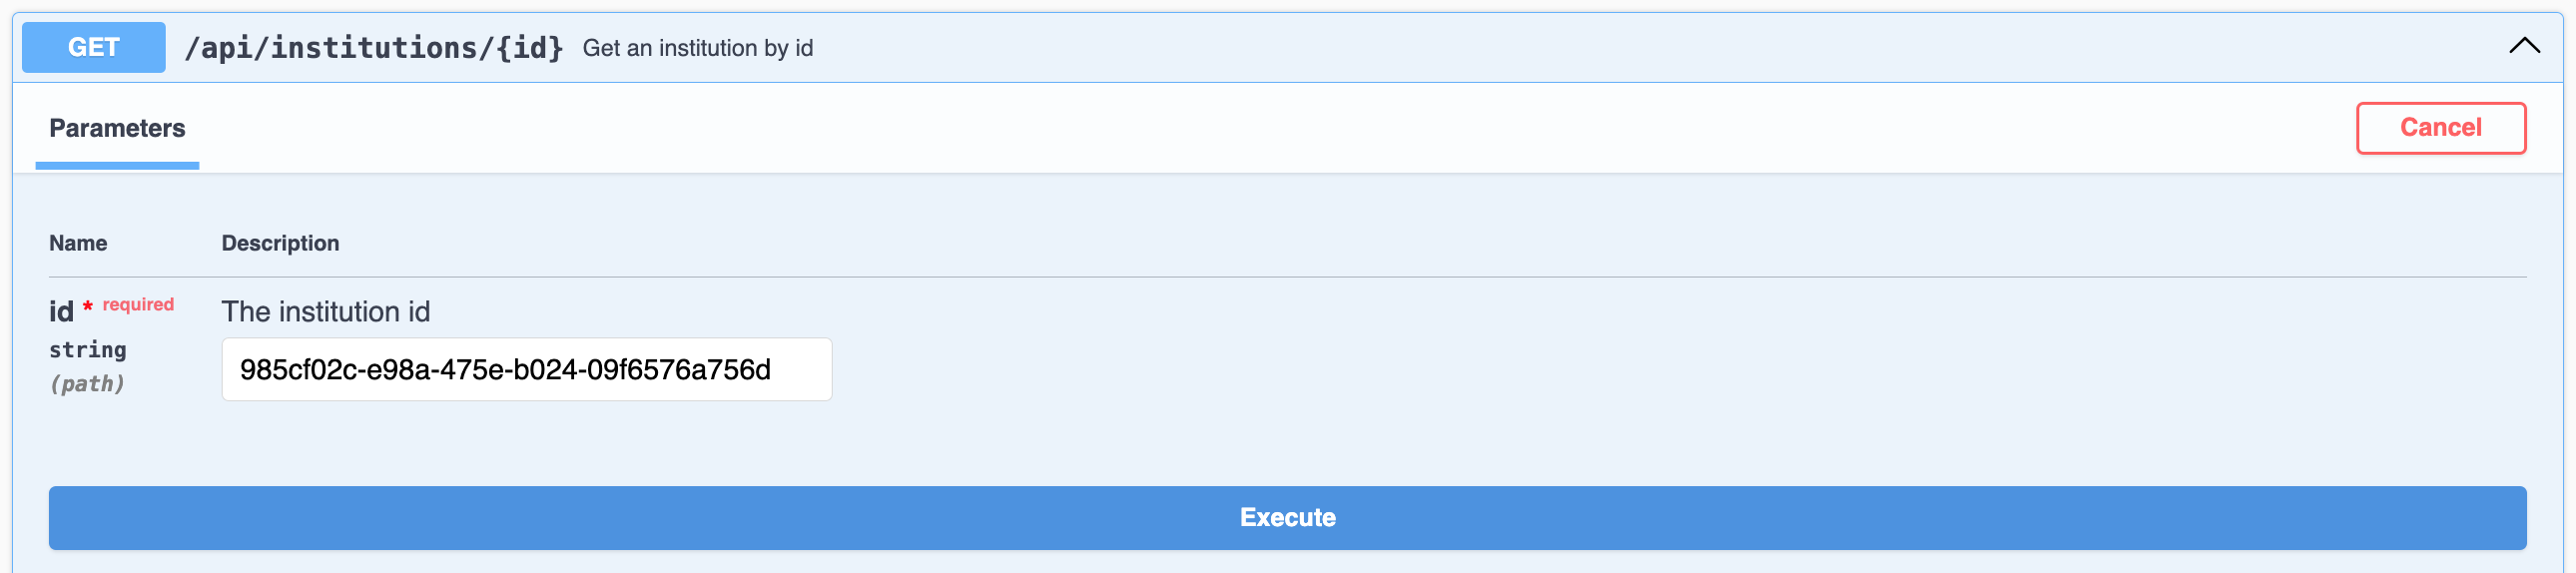 GET /api/institutions/{id} Get an institution by id
Parameters
Cancel
Name Description
id * required The institution id
string
985cf02c-e98a-475e-b024-09f6576a756d
(path)
Execute